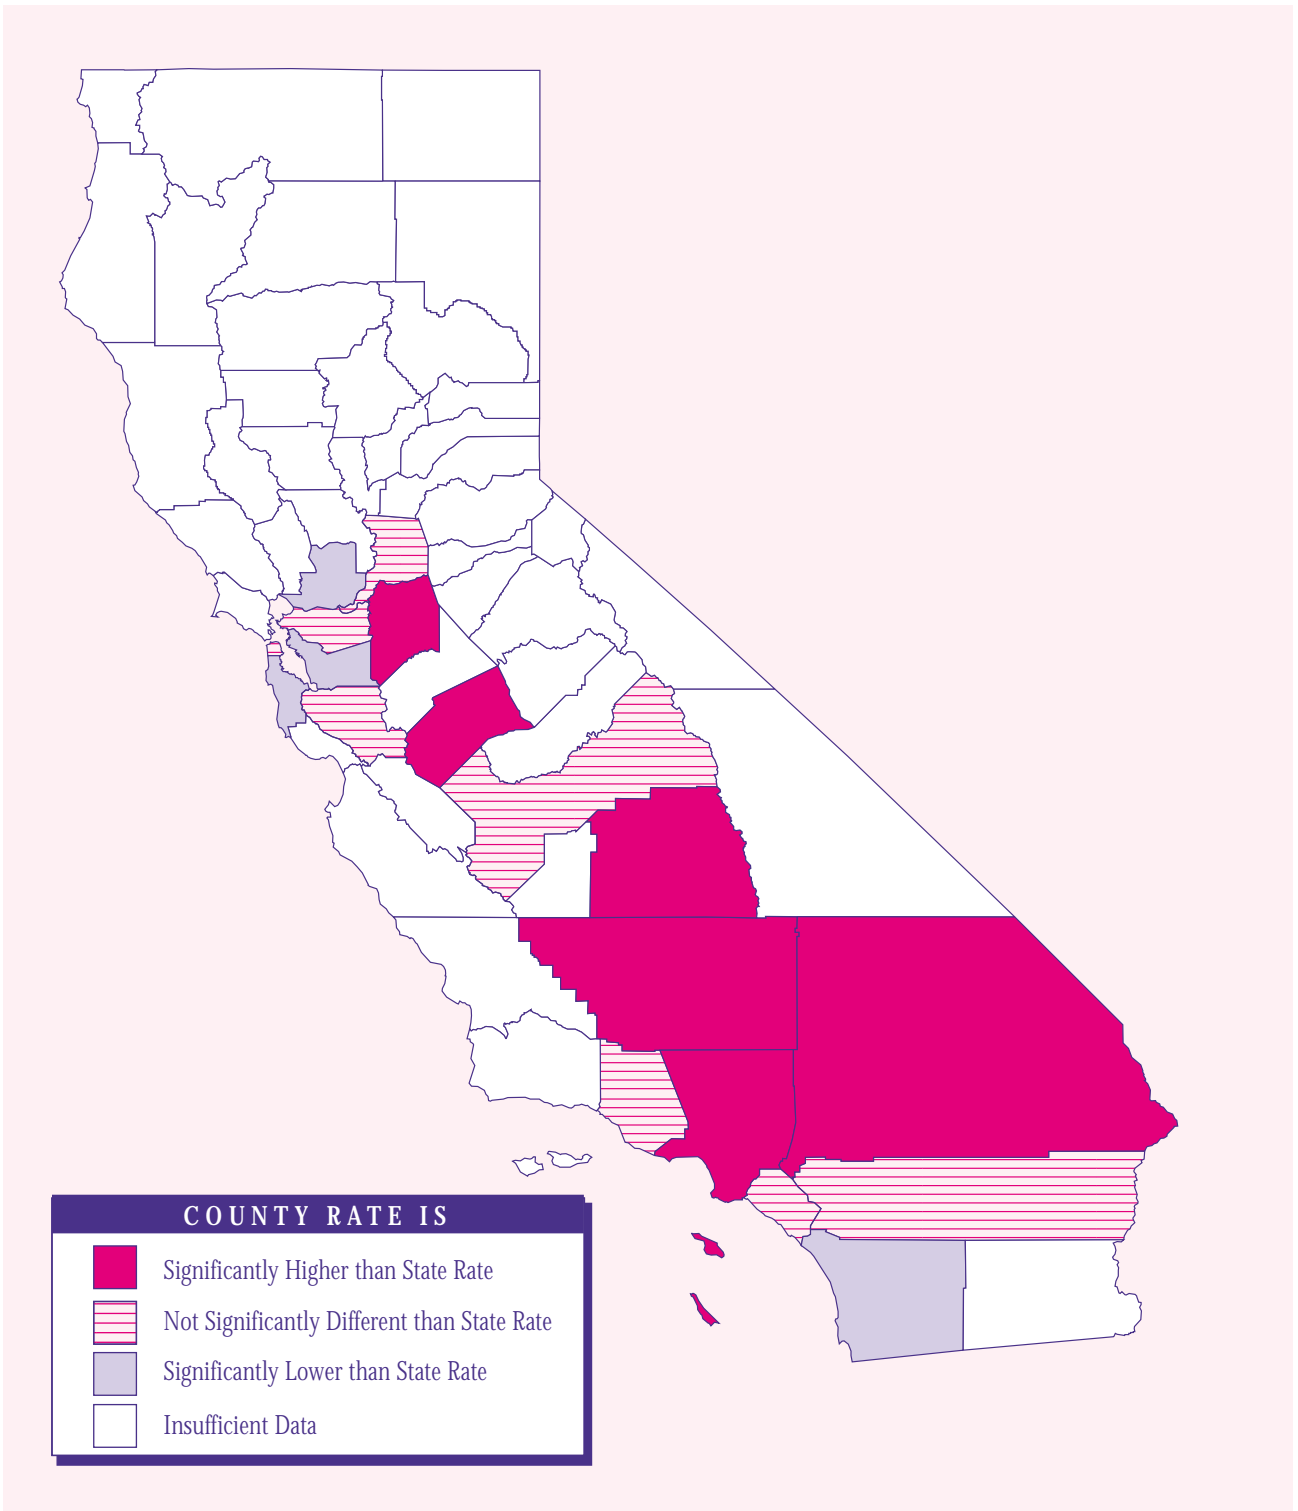 COUNTY RATE IS
Significantly Higher than State Rate
Not Significantly Different than State Rate
Significantly Lower than State Rate
Insufficient Data